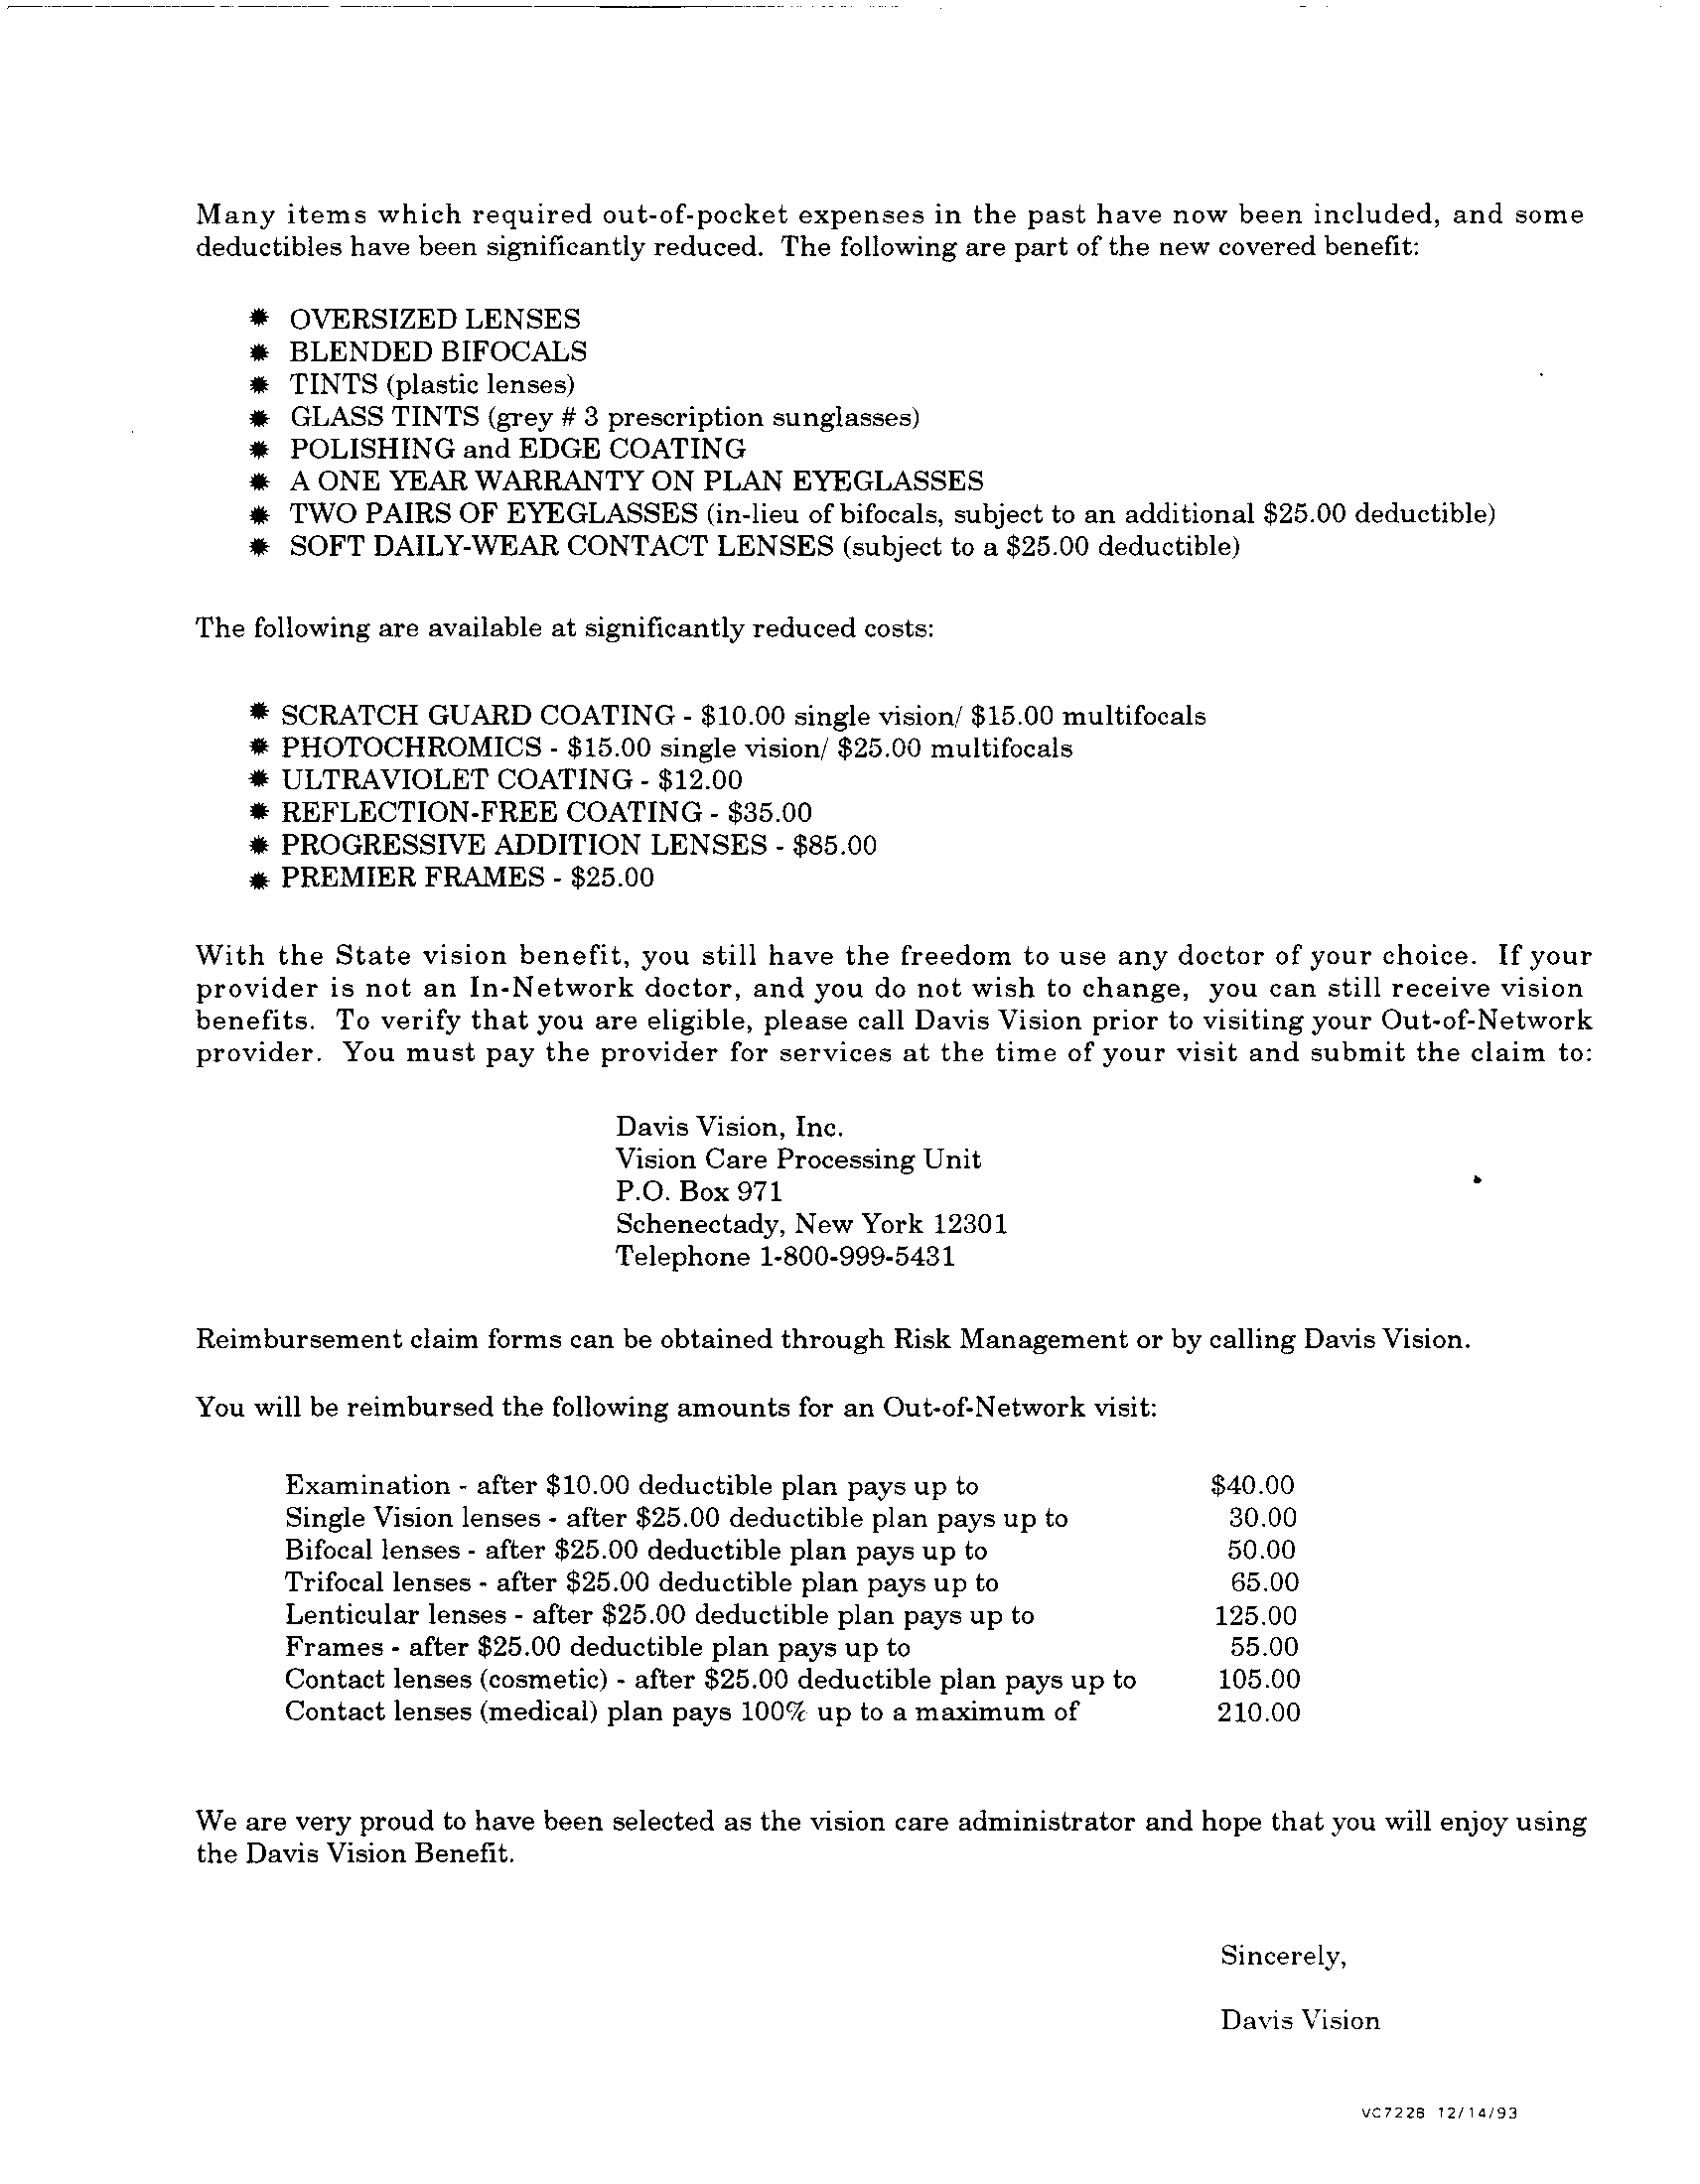 Many items which required out-of-pocket expenses in the past have now been included, and some
deductibles have been significantly reduced. The following are part of the new covered benefit:
* OVERSIZED LENSES
* BLENDED BIFOCALS
* TINTS (plastic lenses)
* GLASS TINTS (grey # 3 prescription sunglasses)
* POLISHING and EDGE COATING
* A ONE YEAR WARRANTY ON PLAN EYEGLASSES
* TWO PAIRS OF EYEGLASSES (in-lieu of bifocals, subject to an additional $25.00 deductible)
* SOFT DAILY-WEAR CONTACT LENSES (subject to a $25.00 deductible)
The following are available at significantly reduced costs:
* SCRATCH GUARD COATING - $10.00 single vision/ $15.00 multifocals
* PHOTOCHROMICS - $15.00 single vision/ $25.00 multifocals
* ULTRAVIOLET COATING - $12.00
* REFLECTION-FREE COATING - $35.00
* PROGRESSIVE ADDITION LENSES - $85.00
* PREMIER FRAMES - $25.00
With the State vision benefit, you still have the freedom to use any doctor of your choice. If your
provider is not an In-Network doctor, and you do not wish to change, you can still receive vision
benefits. To verify that you are eligible, please call Davis Vision prior to visiting your Out-of-Network
provider. You must pay the provider for services at the time of your visit and submit the claim to:
Davis Vision, Inc.
Vision Care Processing Unit
P.O. Box 971
Schenectady, New York 12301
Telephone 1-800-999-5431
Reimbursement claim forms can be obtained through Risk Management or by calling Davis Vision.
You will be reimbursed the following amounts for an Out-of-Network visit:
Examination - after $10.00 deductible plan pays up to $40.00
Single Vision lenses - after $25.00 deductible plan pays up to 30.00
Bifocal lenses - after $25.00 deductible plan pays up to 50.00
Trifocal lenses - after $25.00 deductible plan pays up to 65.00
Lenticular lenses - after $25.00 deductible plan pays up to 125.00
Frames - after $25.00 deductible plan pays up to 55.00
Contact lenses (cosmetic) - after $25.00 deductible plan pays up to 105.00
Contact lenses (medical) plan pays 100% up to a maximum of 210.00
We are very proud to have been selected as the vision care administrator and hope that you will enjoy using
the Davis Vision Benefit.
Sincerely,
Davis Vision
VC722B 12/14/93